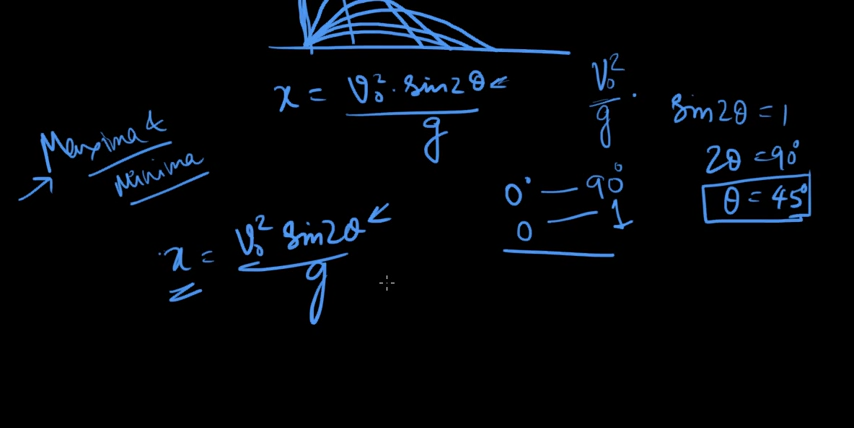 x = v₀² · sin2θ / g
v₀² / g .
sin2θ = 1
2θ = 90°
θ = 45°
Maxima &
Minima
0° — 90°
0 — 1
x = v₀² sin2θ / g